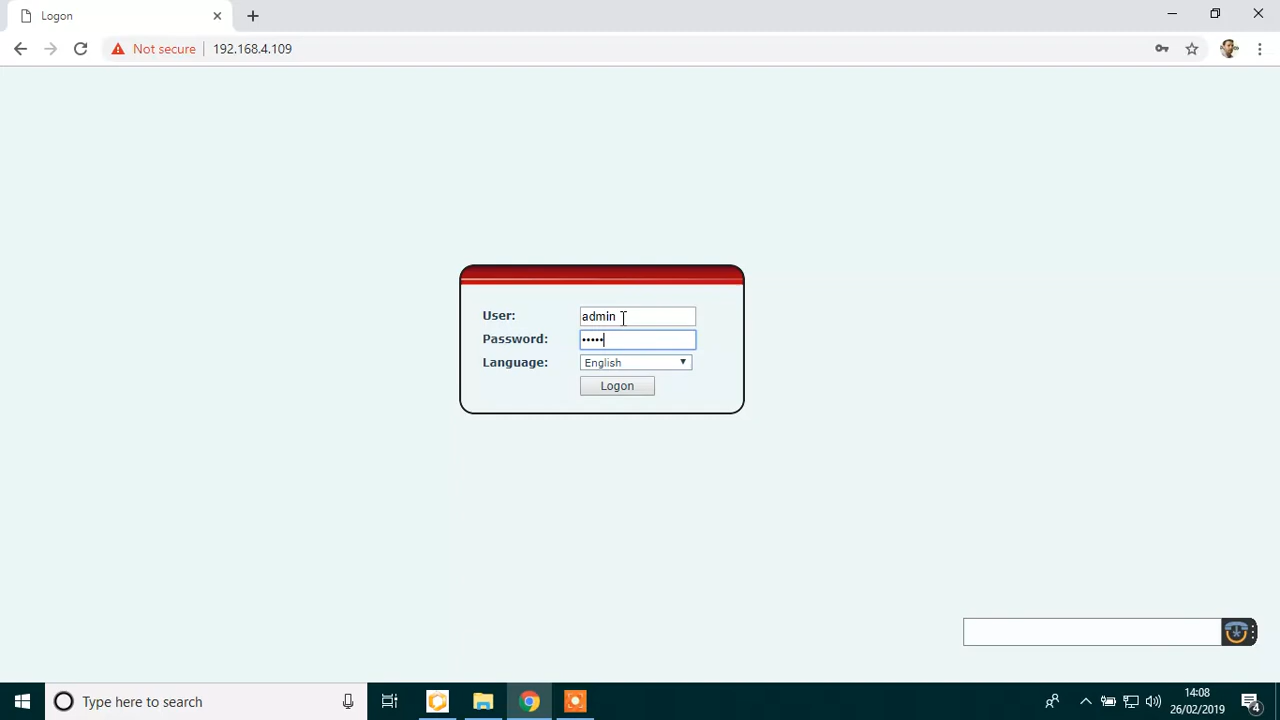 Logon
Not secure
192.168.4.109
User:
admin
Password:
•••••
Language:
English
Logon
Type here to search
14:08
26/02/2019
4